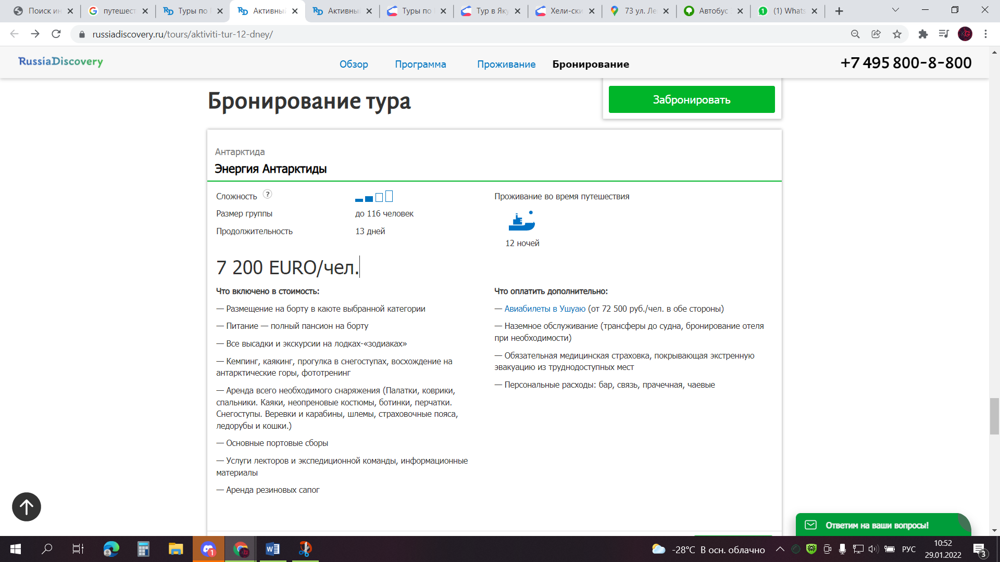 Поиск ин
путешест
Туры по
Активны
Активны
Туры по
Тур в Яку
Хели-ски
73 ул. Ле
Автобус
(1) Whats
russiadiscovery.ru/tours/aktiviti-tur-12-dney/
RussiaDiscovery
Обзор
Программа
Проживание
Бронирование
+7 495 800-8-800
Бронирование тура
Забронировать
Антарктида
Энергия Антарктиды
Сложность ?
Размер группы до 116 человек
Продолжительность 13 дней
Проживание во время путешествия
12 ночей
7 200 EURO/чел.
Что включено в стоимость:
— Размещение на борту в каюте выбранной категории
— Питание — полный пансион на борту
— Все высадки и экскурсии на лодках-«зодиаках»
— Кемпинг, каякинг, прогулка в снегоступах, восхождение на
антарктические горы, фототренинг
— Аренда всего необходимого снаряжения (Палатки, коврики,
спальники. Каяки, неопреновые костюмы, ботинки, перчатки.
Снегоступы. Веревки и карабины, шлемы, страховочные пояса,
ледорубы и кошки.)
— Основные портовые сборы
— Услуги лекторов и экспедиционной команды, информационные
материалы
— Аренда резиновых сапог
Что оплатить дополнительно:
— Авиабилеты в Ушуаю (от 72 500 руб./чел. в обе стороны)
— Наземное обслуживание (трансферы до судна, бронирование отеля
при необходимости)
— Обязательная медицинская страховка, покрывающая экстренную
эвакуацию из труднодоступных мест
— Персональные расходы: бар, связь, прачечная, чаевые
Ответим на ваши вопросы!
-28°C В осн. облачно
РУС
10:52
29.01.2022
3